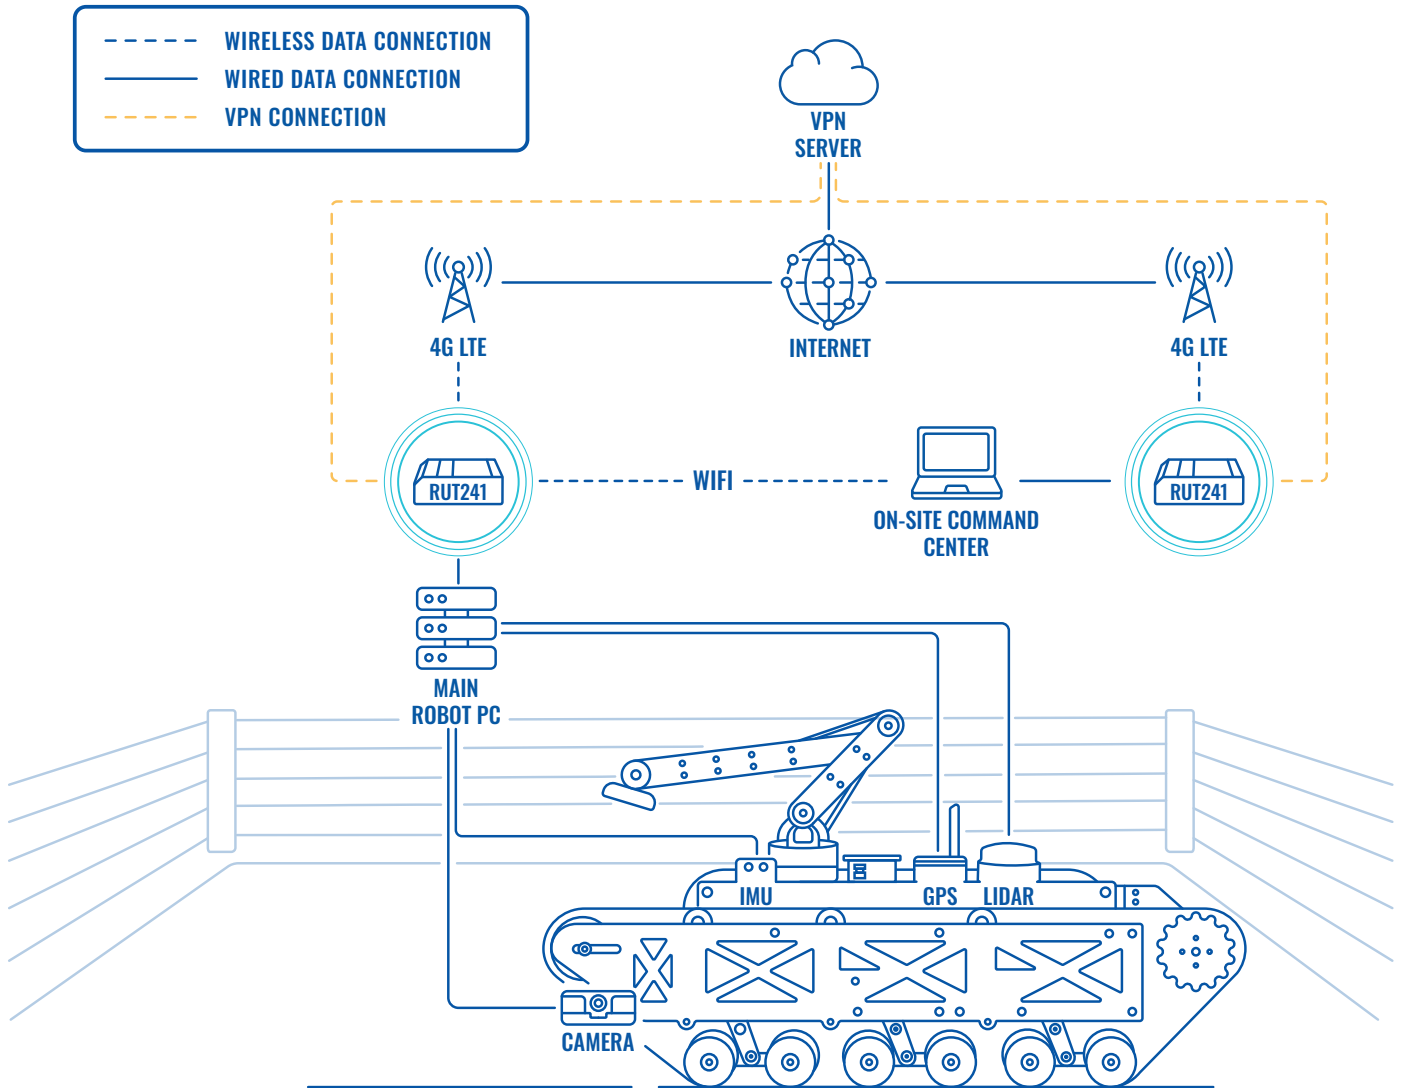 WIRELESS DATA CONNECTION
WIRED DATA CONNECTION
VPN CONNECTION
VPN
SERVER
4G LTE
INTERNET
4G LTE
RUT241
WIFI
ON-SITE COMMAND
CENTER
RUT241
MAIN
ROBOT PC
IMU
GPS
LIDAR
CAMERA